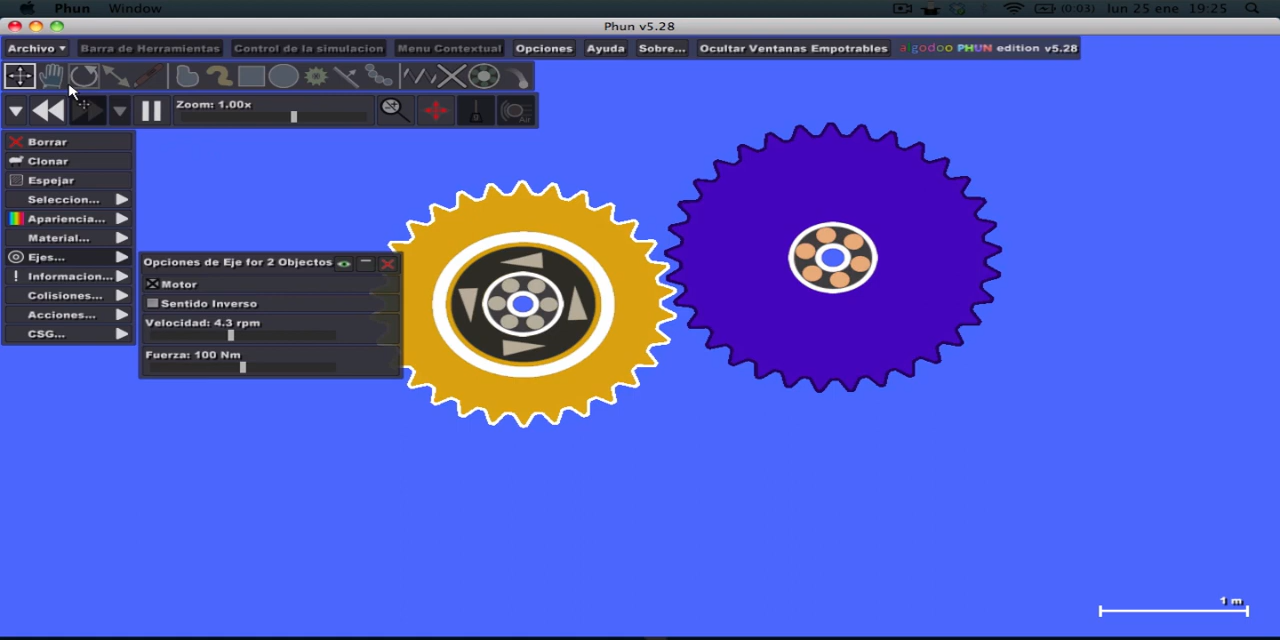 Phun Window (0:03) lun 25 ene 19:25
Phun v5.28
Archivo Barra de Herramientas Control de la simulacion Menu Contextual Opciones Ayuda Sobre... Ocultar Ventanas Empotrables algodoo PHUN edition v5.28
Zoom: 1.00x
Air
Borrar
Clonar
Espejar
Seleccion...
Apariencia...
Material...
Ejes...
Informacion...
Colisiones...
Acciones...
CSG...
Opciones de Eje for 2 Objectos
Motor
Sentido Inverso
Velocidad: 4.3 rpm
Fuerza: 100 Nm
1 m